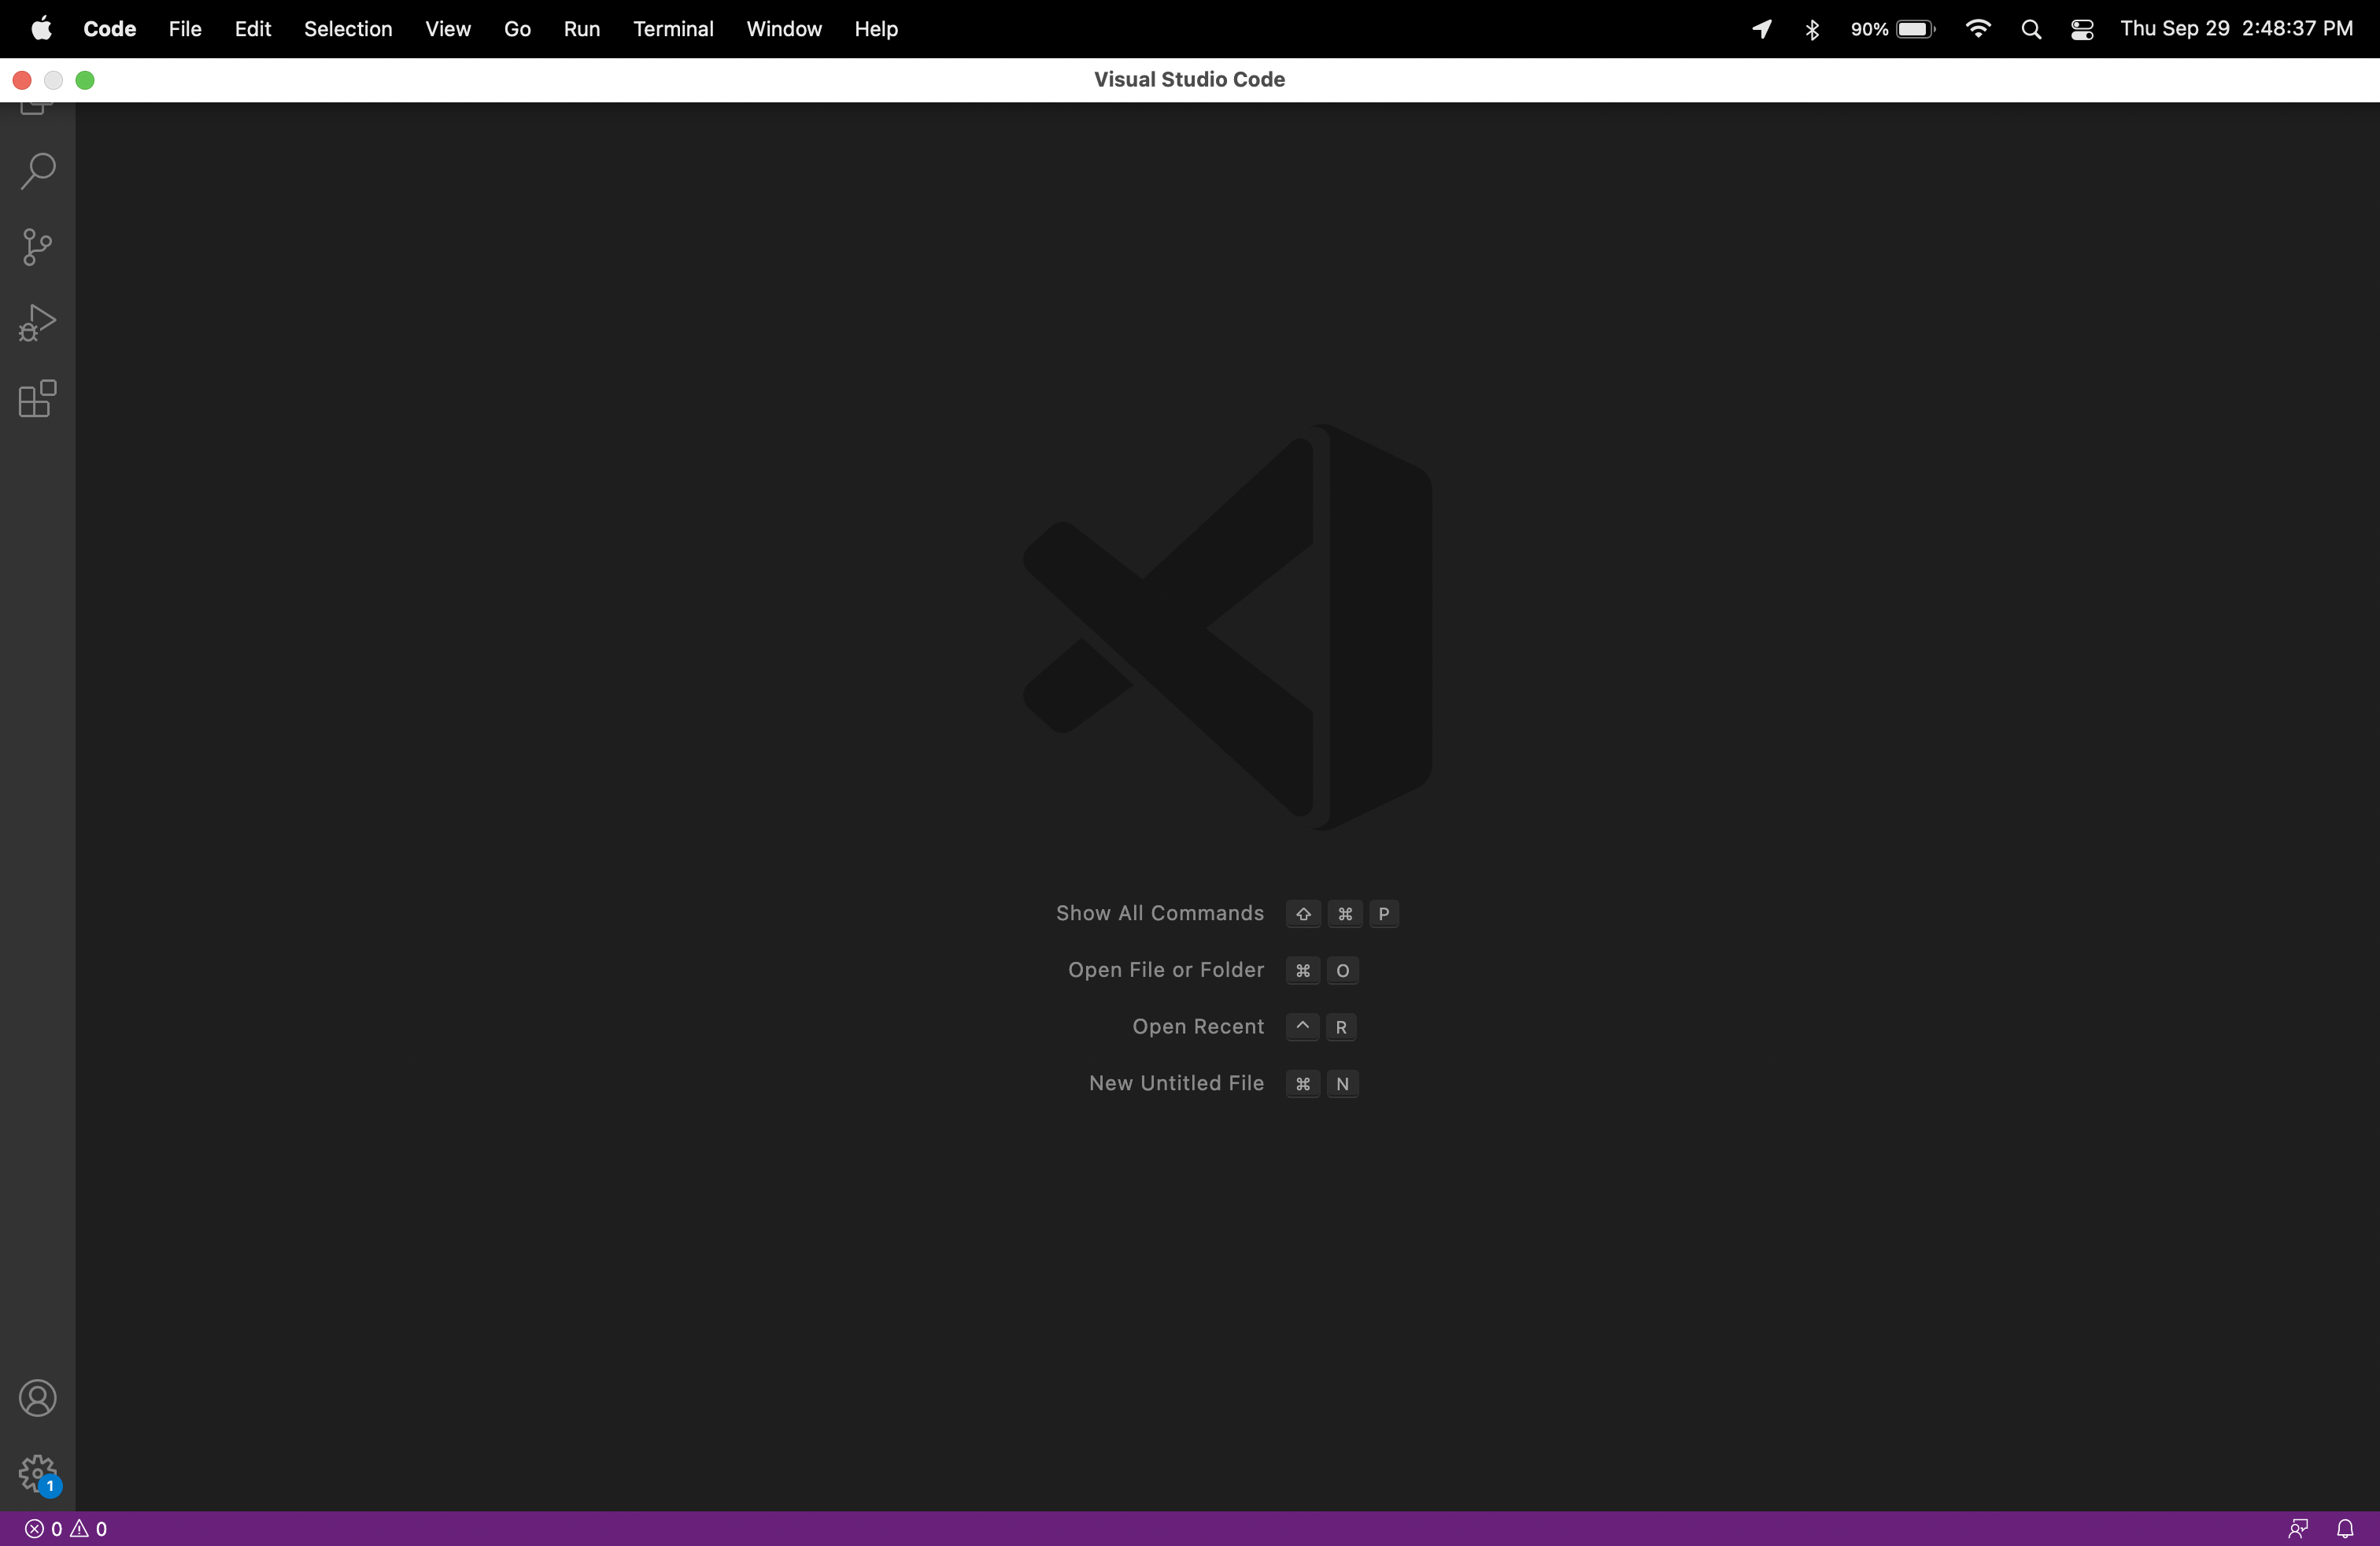 Code File Edit Selection View Go Run Terminal Window Help 90% Thu Sep 29 2:48:37 PM
Visual Studio Code
Show All Commands ⇧ ⌘ P
Open File or Folder ⌘ O
Open Recent ^ R
New Untitled File ⌘ N
1
0 0